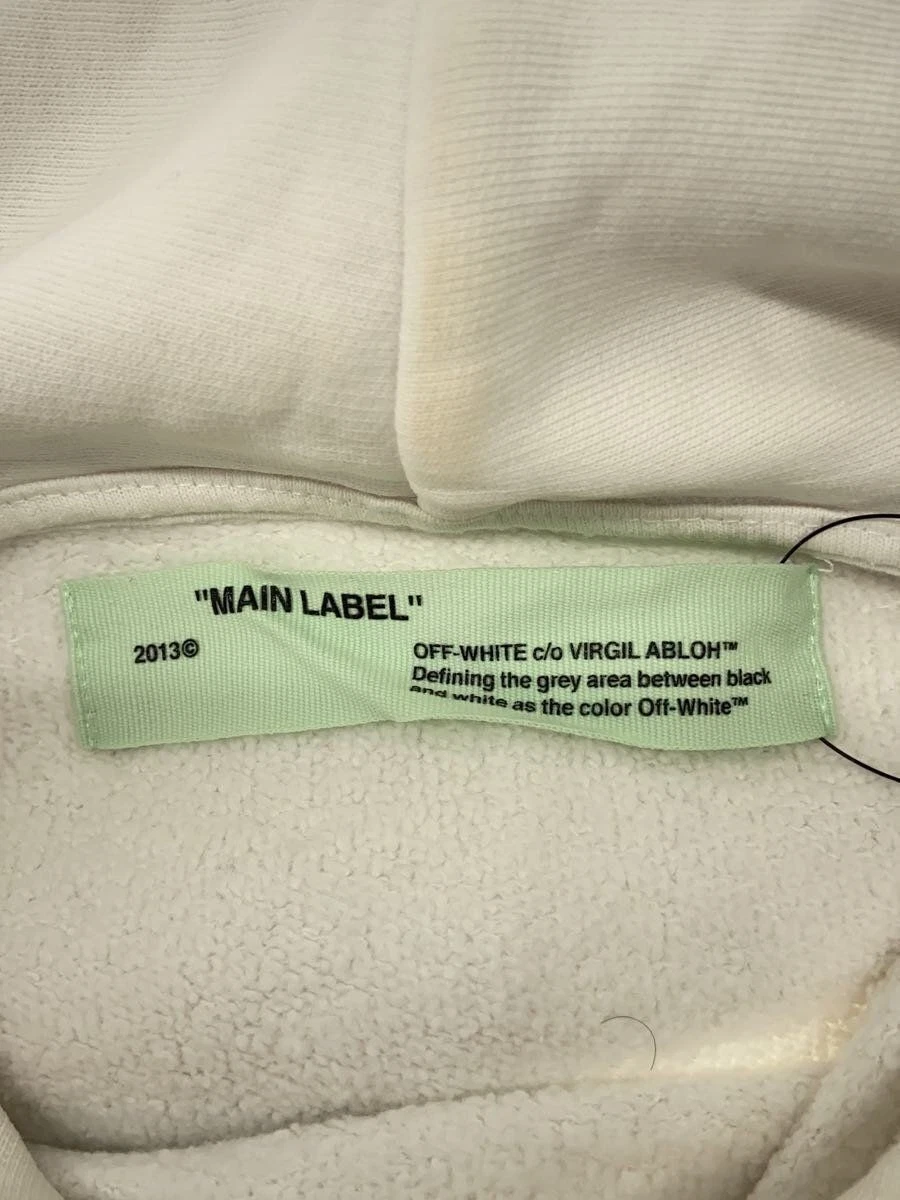 "MAIN LABEL"
2013©
OFF-WHITE c/o VIRGIL ABLOH™
Defining the grey area between black
and white as the color Off-White™